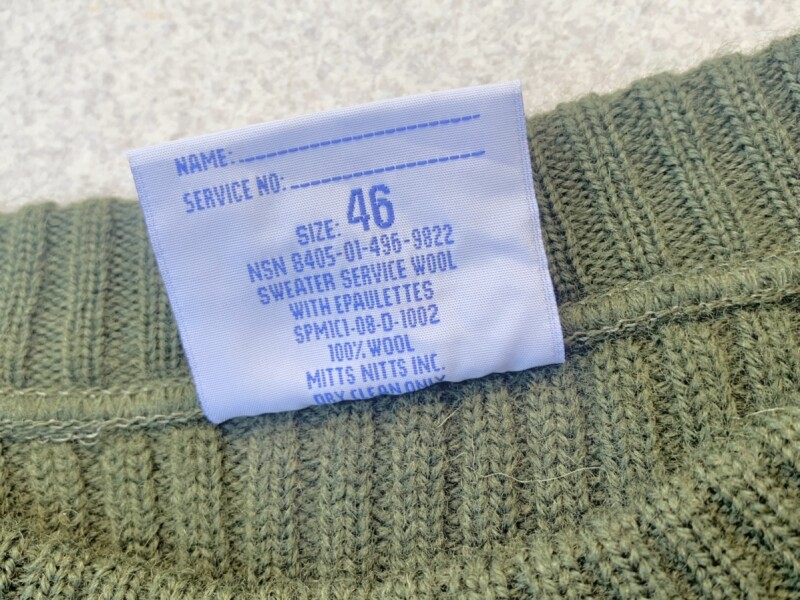 NAME:
SERVICE NO:
SIZE: 46
NSN 8405-01-496-9822
SWEATER SERVICE WOOL
WITH EPAULETTES
SPM1C1-08-D-1002
100% WOOL
MITTS NITTS INC.
DRY CLEAN ONLY